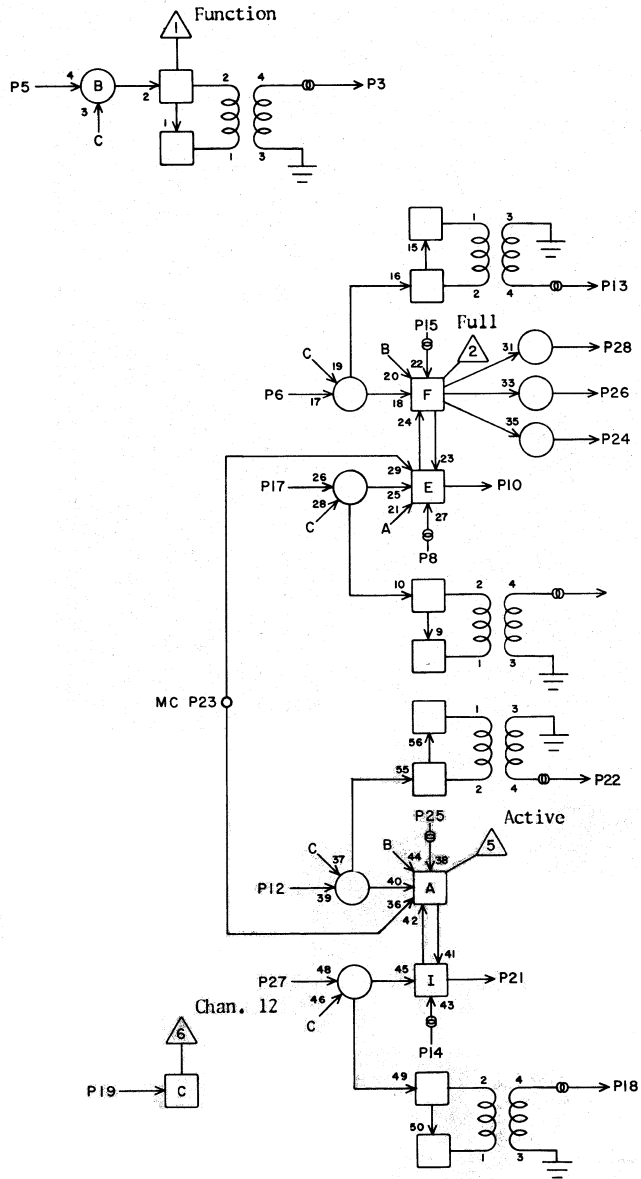 1 Function
P5 4 B 2 2 4 P3
3 1
C 1 3
15 1 3
16 2 4 P13
P15 Full
C 19 B 22 2 31 P28
20
P6 17 18 F 33 P26
24 35 P24
23
29
P17 26 25 E P10
28 21 27
C A
P8
10 2 4
9
1 3
MC P23
1 3
56
55 2 4 P22
P25 Active
C 37 B 44 38 5
P12 39 40 A
36
42
41
P27 48 45 I P21
46 43
Chan. 12 C
6 P14
P19 C 49 2 4 P18
50
1 3